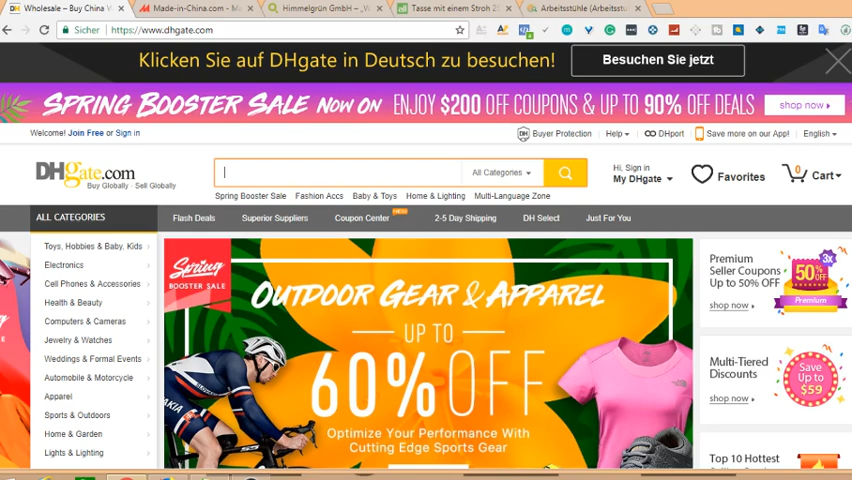 Wholesale – Buy China W
Made-in-China.com - M
Himmelgrün GmbH – „W
Tasse mit einem Stroh 25
Arbeitsstühle (Arbeitsstu
Sicher
https://www.dhgate.com
Klicken Sie auf DHgate in Deutsch zu besuchen!
Besuchen Sie jetzt
SPRING BOOSTER SALE NOW ON ENJOY $200 OFF COUPONS & UP TO 90% OFF DEALS
shop now
Welcome! Join Free or Sign in
Buyer Protection
Help
DHport
Save more on our App!
English
DHgate.com
Buy Globally · Sell Globally
All Categories
Hi, Sign in
My DHgate
Favorites
0
Cart
Spring Booster Sale
Fashion Accs
Baby & Toys
Home & Lighting
Multi-Language Zone
ALL CATEGORIES
Flash Deals
Superior Suppliers
Coupon Center
2-5 Day Shipping
DH Select
Just For You
Toys, Hobbies & Baby, Kids
Electronics
Cell Phones & Accessories
Health & Beauty
Computers & Cameras
Jewelry & Watches
Weddings & Formal Events
Automobile & Motorcycle
Apparel
Sports & Outdoors
Home & Garden
Lights & Lighting
Spring
BOOSTER SALE
OUTDOOR GEAR & APPAREL
UP TO
60% OFF
Optimize Your Performance With
Cutting Edge Sports Gear
Premium
Seller Coupons
Up to 50% OFF
shop now
3x
50%
OFF
Premium
Multi-Tiered
Discounts
shop now
Save
Up to
$59
Top 10 Hottest